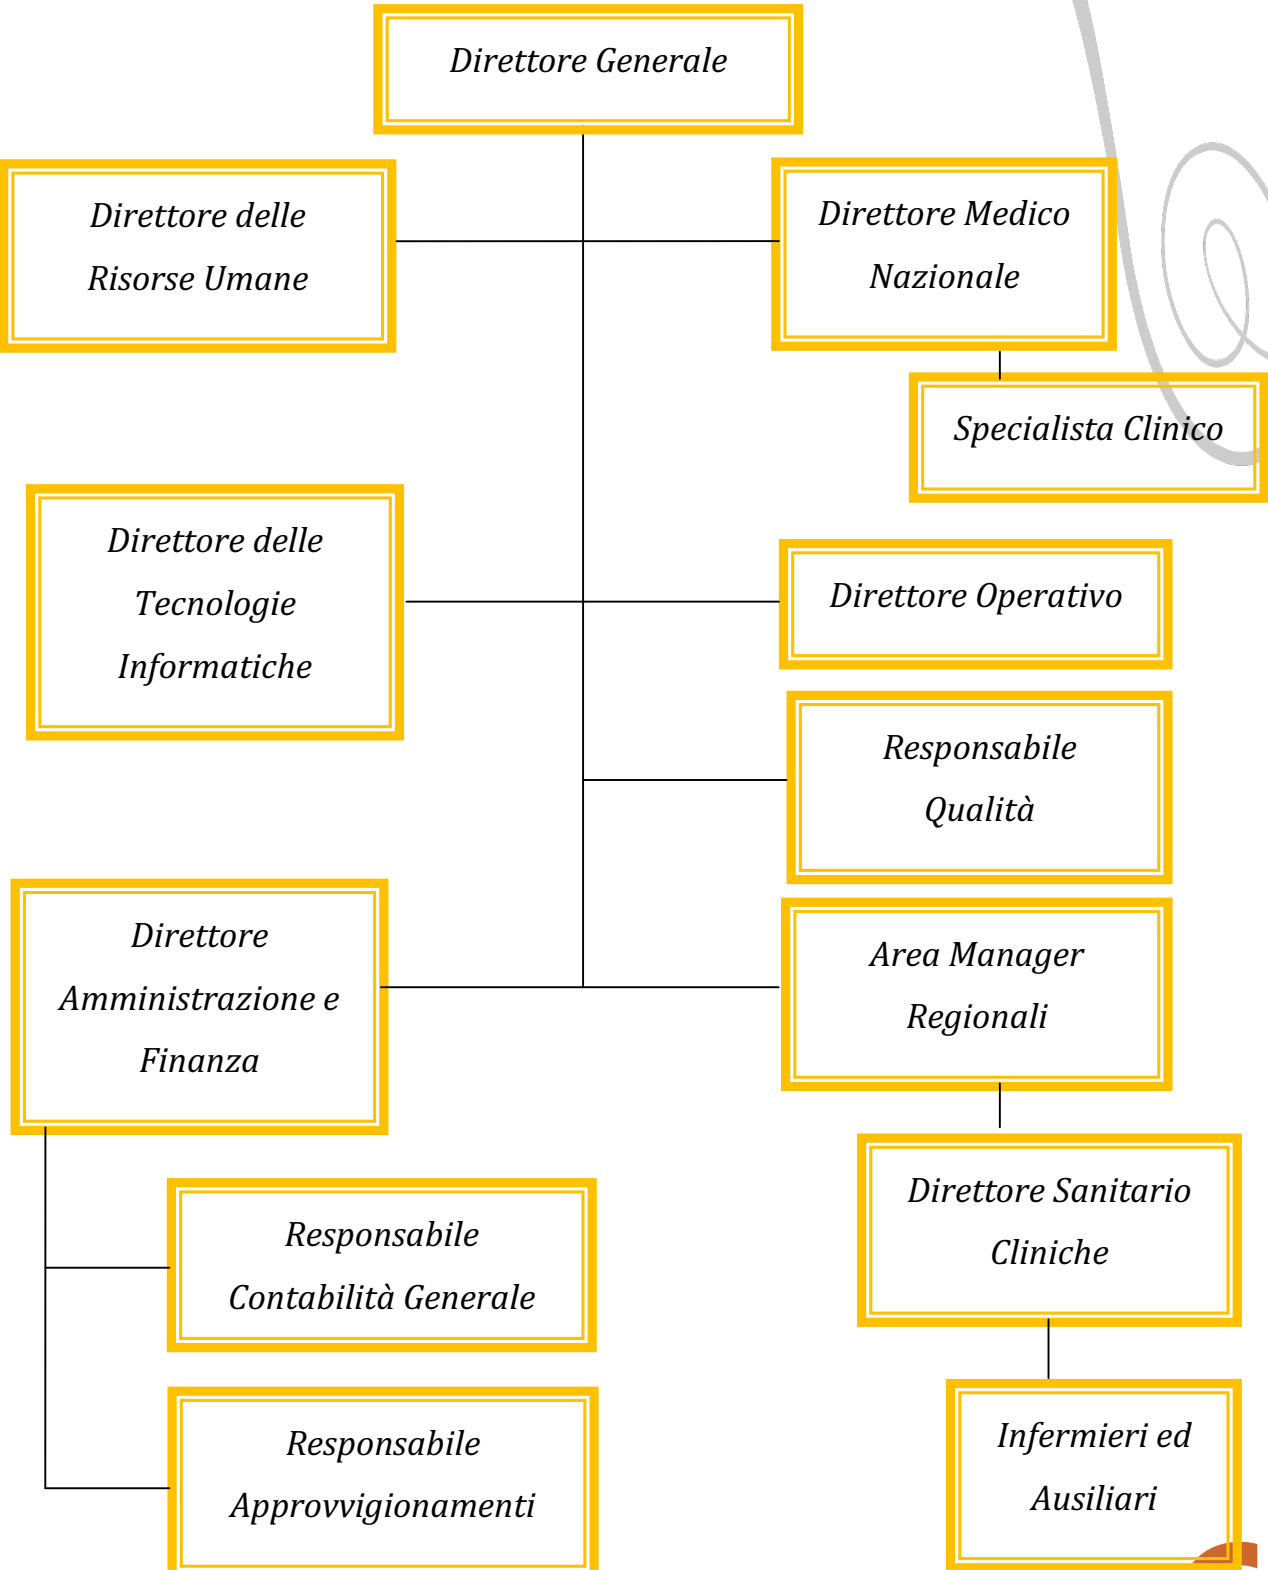 Direttore Generale
Direttore delle
Risorse Umane
Direttore Medico
Nazionale
Specialista Clinico
Direttore delle
Tecnologie
Informatiche
Direttore Operativo
Responsabile
Qualità
Direttore
Amministrazione e
Finanza
Area Manager
Regionali
Direttore Sanitario
Cliniche
Responsabile
Contabilità Generale
Responsabile
Approvvigionamenti
Infermieri ed
Ausiliari